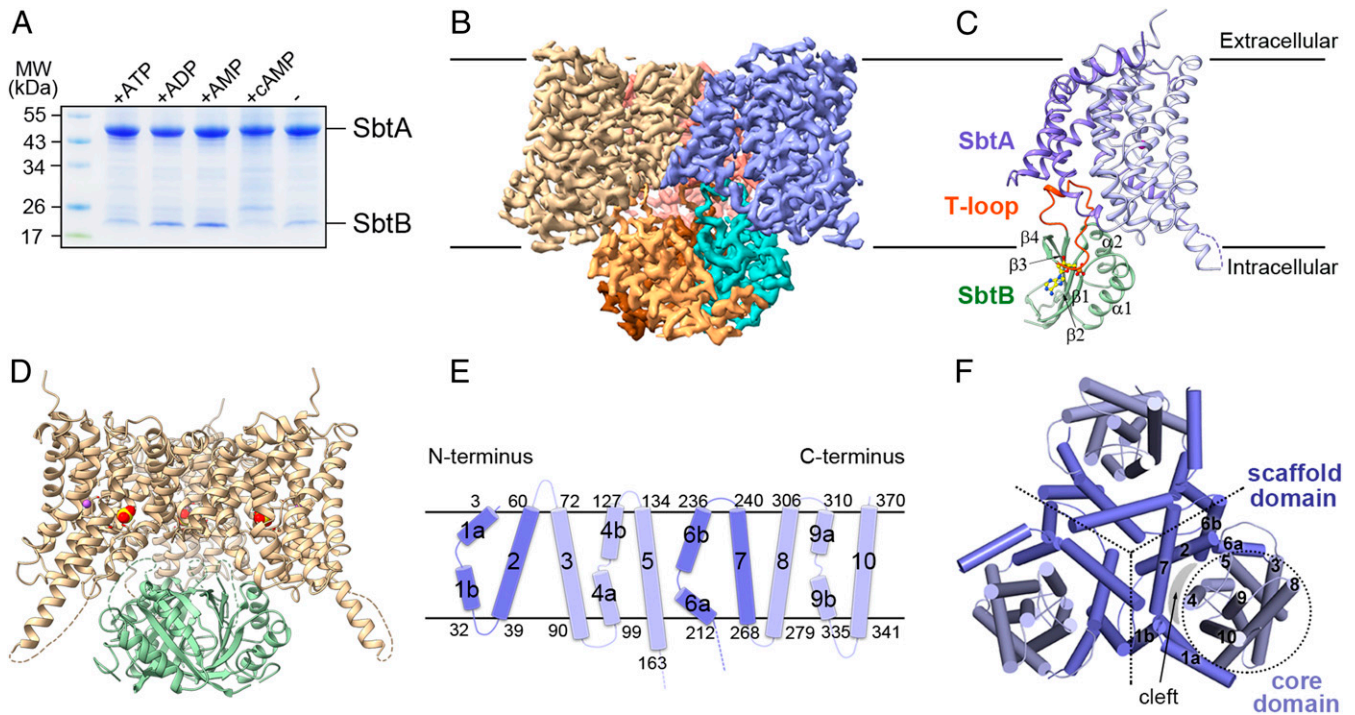 A
MW
(kDa)
+ATP
+ADP
+AMP
+cAMP
-
55
43
34
26
17
SbtA
SbtB
B
C
Extracellular
SbtA
T-loop
β4
α2
β3
Intracellular
SbtB
β1
α1
β2
D
E
N-terminus
C-terminus
3 60 72 127 134 236 240 306 310 370
1a 2 3 4b 5 6b 7 8 9a 10
1b 4a 6a 9b
32 39 90 99 212 268 279 335 341
163
F
scaffold
domain
6b
6a
2
5
3
7
8
4
9
10
1b
1a
cleft
core
domain